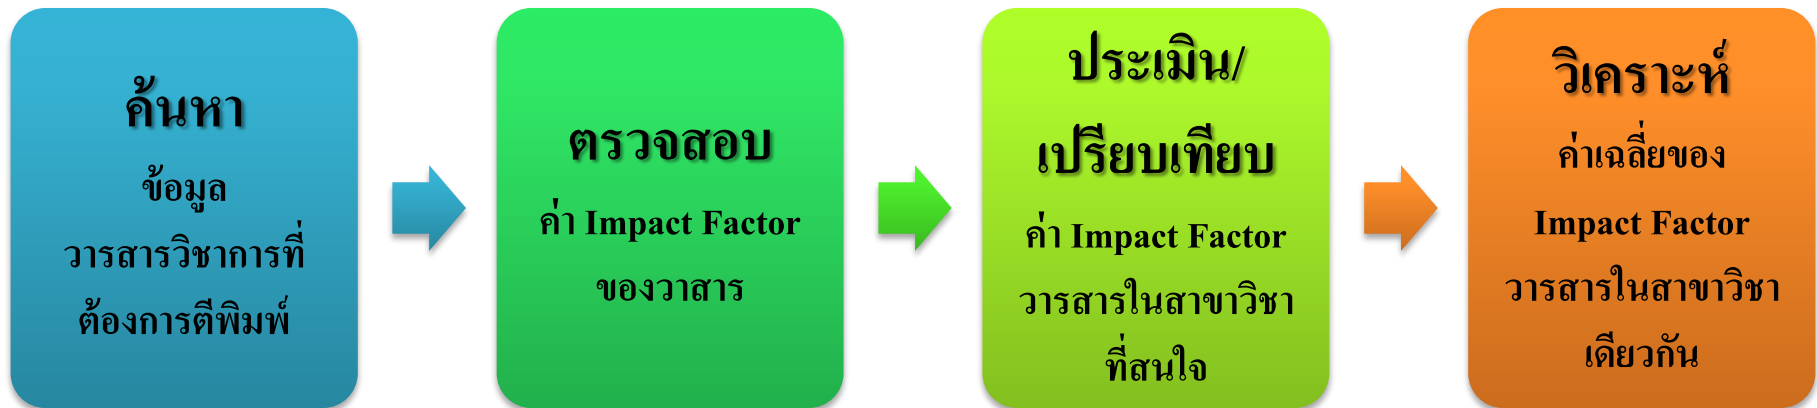 ค้นหา
ข้อมูล
วารสารวิชาการที่
ต้องการตีพิมพ์
ตรวจสอบ
ค่า Impact Factor
ของวาสาร
ประเมิน/
เปรียบเทียบ
ค่า Impact Factor
วารสารในสาขาวิชา
ที่สนใจ
วิเคราะห์
ค่าเฉลี่ยของ
Impact Factor
วารสารในสาขาวิชา
เดียวกัน